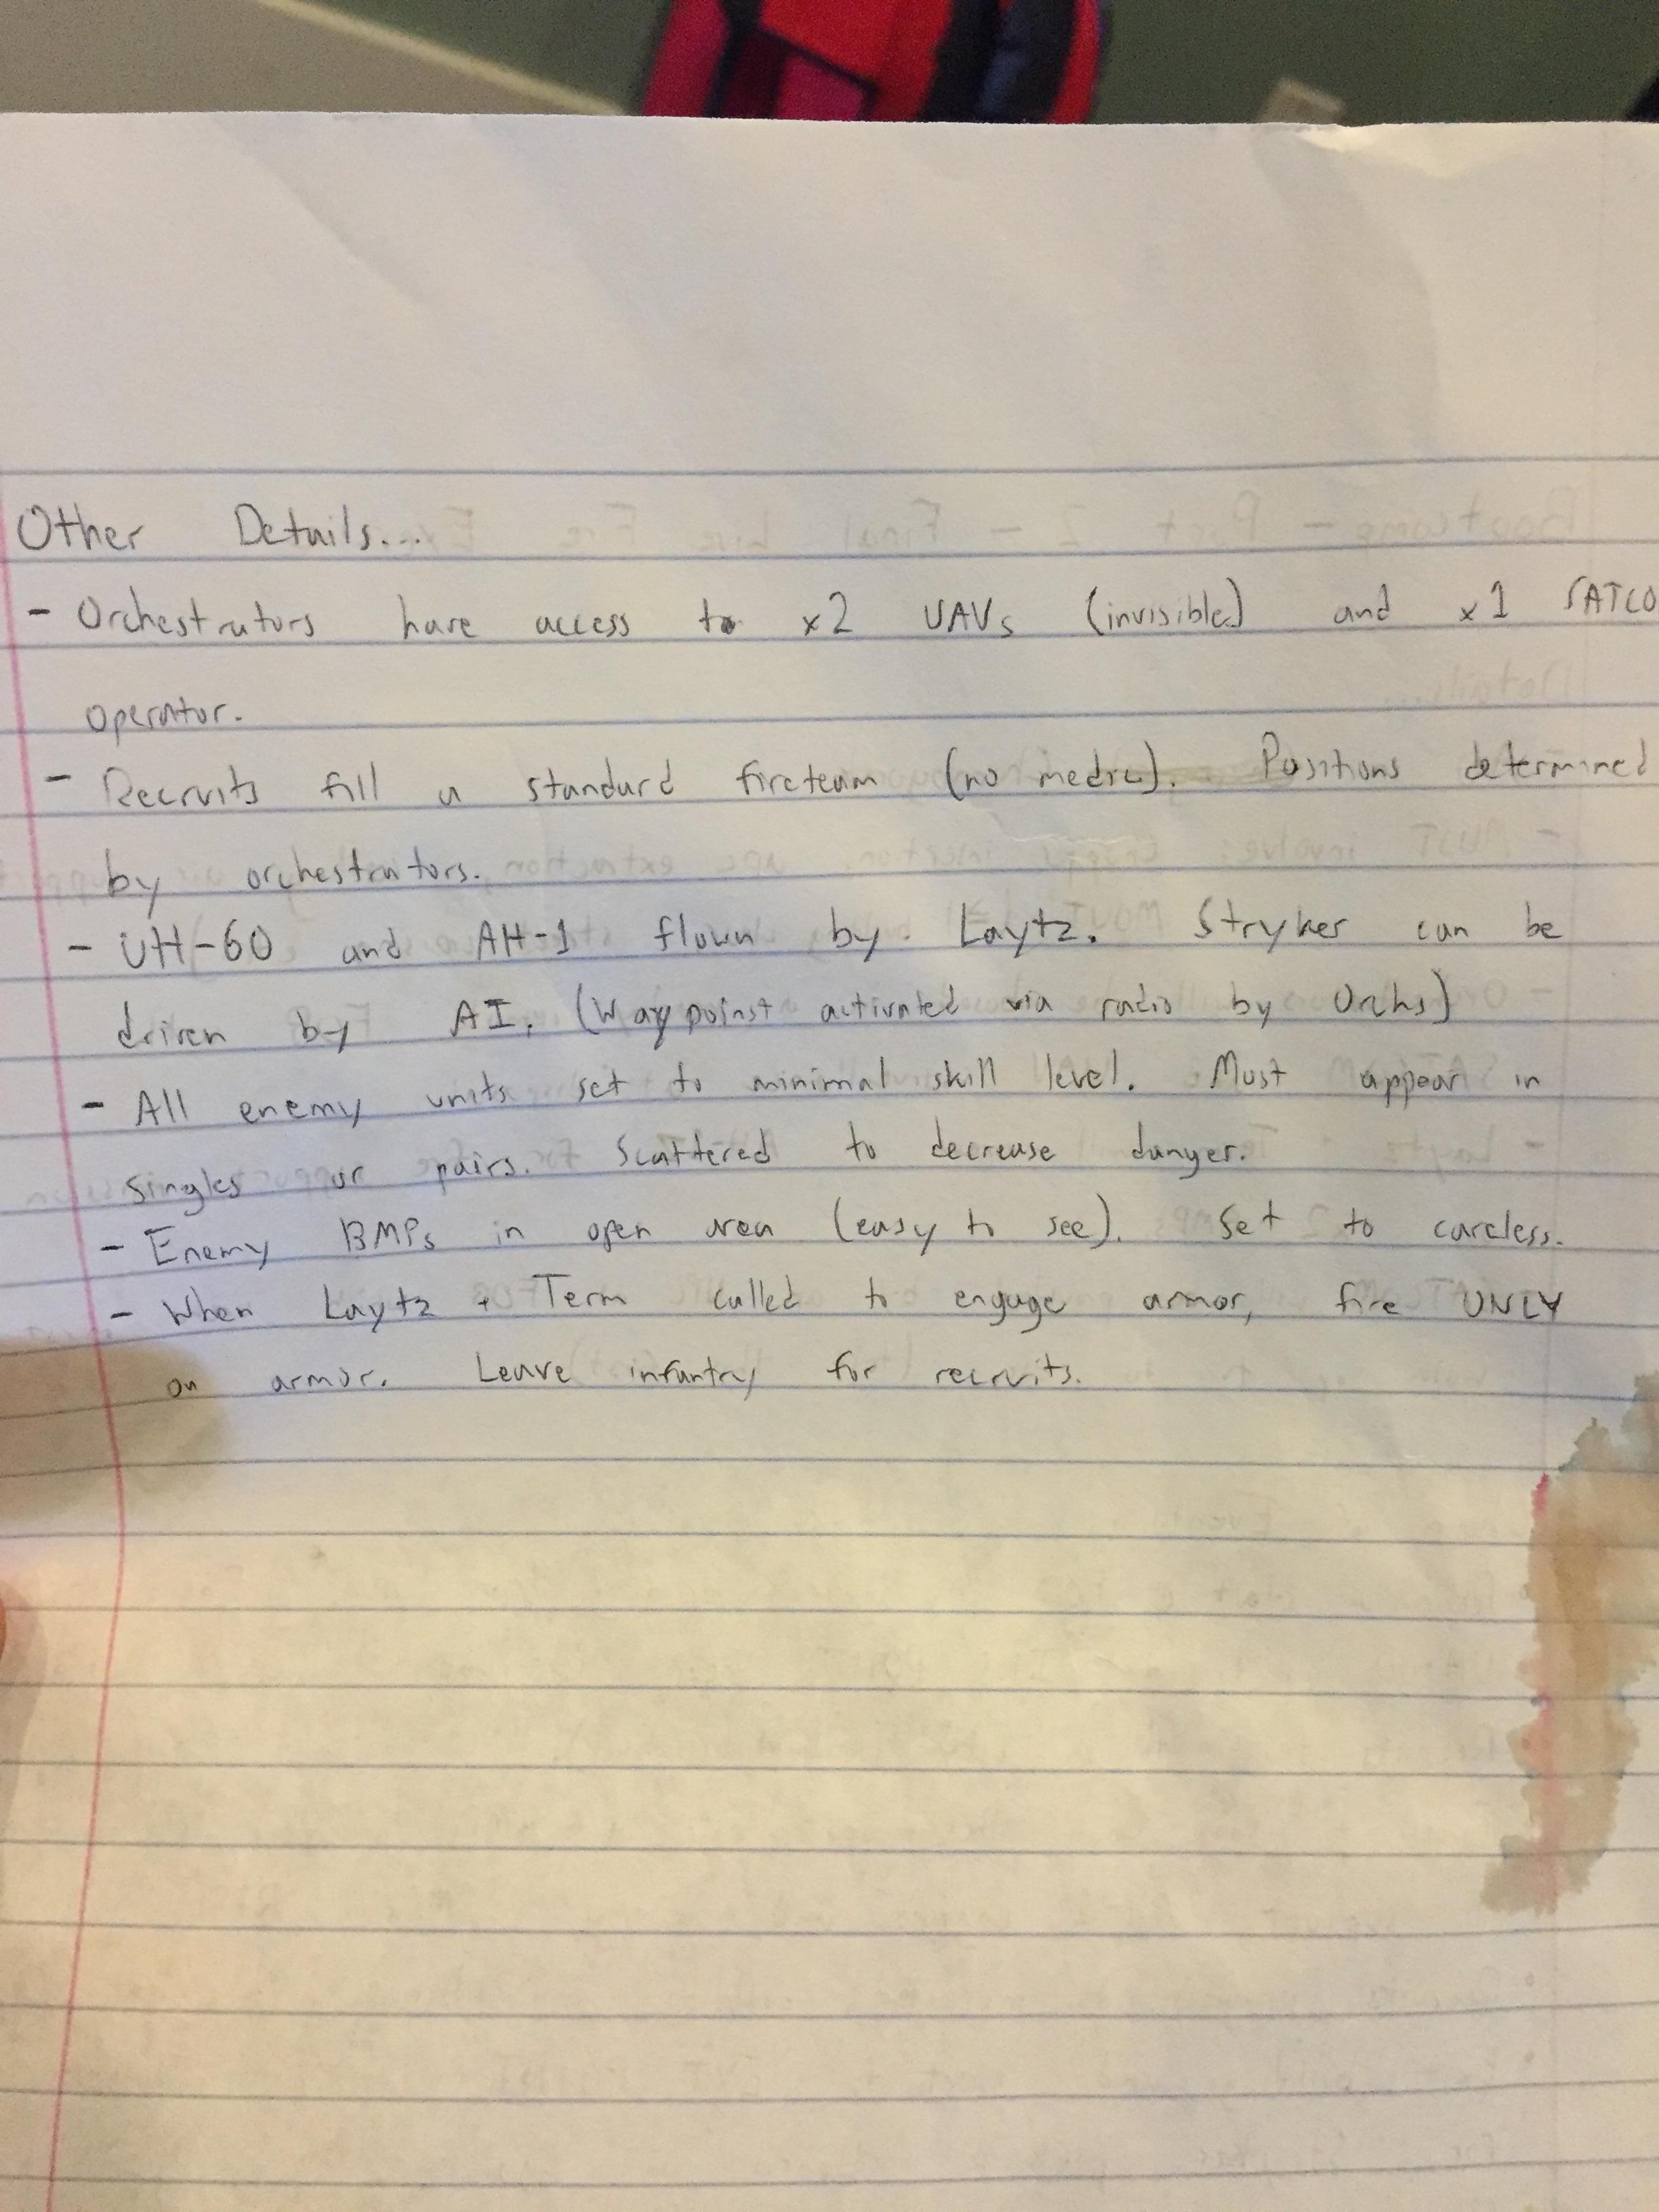 Other Details...
- Orchestrators have access to x2 UAVs (invisible) and x1 SATCO
operator.
- Recruits fill a standard fireteam (no medic). Positions determined
by orchestrators.
- UH-60 and AH-1 flown by Laytz. Stryker can be
driven by AI. (Waypoinst activated via radio by Orchs)
- All enemy units set to minimal skill level. Must appear in
singles or pairs. Scattered to decrease danger.
- Enemy BMPs in open area (easy to see). Set to careless.
- When Laytz + Term called to engage armor, fire ONLY
on armor. Leave infantry for recruits.